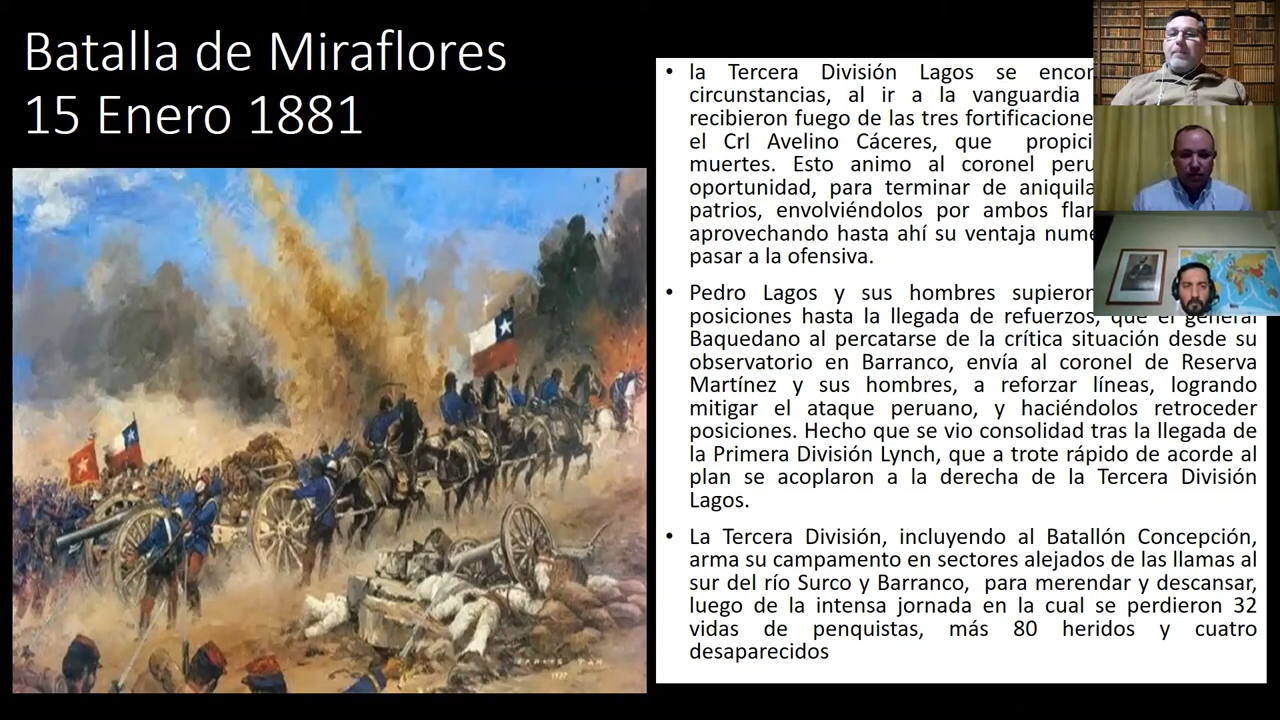 Batalla de Miraflores
15 Enero 1881
• la Tercera División Lagos se encon
circunstancias, al ir a la vanguardia
recibieron fuego de las tres fortificacione
el Crl Avelino Cáceres, que propici
muertes. Esto animo al coronel peru
oportunidad, para terminar de aniquila
patrios, envolviéndolos por ambos flan
aprovechando hasta ahí su ventaja nume
pasar a la ofensiva.
• Pedro Lagos y sus hombres supieron
posiciones hasta la llegada de refuerzos, que el general
Baquedano al percatarse de la crítica situación desde su
observatorio en Barranco, envía al coronel de Reserva
Martínez y sus hombres, a reforzar líneas, logrando
mitigar el ataque peruano, y haciéndolos retroceder
posiciones. Hecho que se vio consolidad tras la llegada de
la Primera División Lynch, que a trote rápido de acorde al
plan se acoplaron a la derecha de la Tercera División
Lagos.
• La Tercera División, incluyendo al Batallón Concepción,
arma su campamento en sectores alejados de las llamas al
sur del río Surco y Barranco, para merendar y descansar,
luego de la intensa jornada en la cual se perdieron 32
vidas de penquistas, más 80 heridos y cuatro
desaparecidos